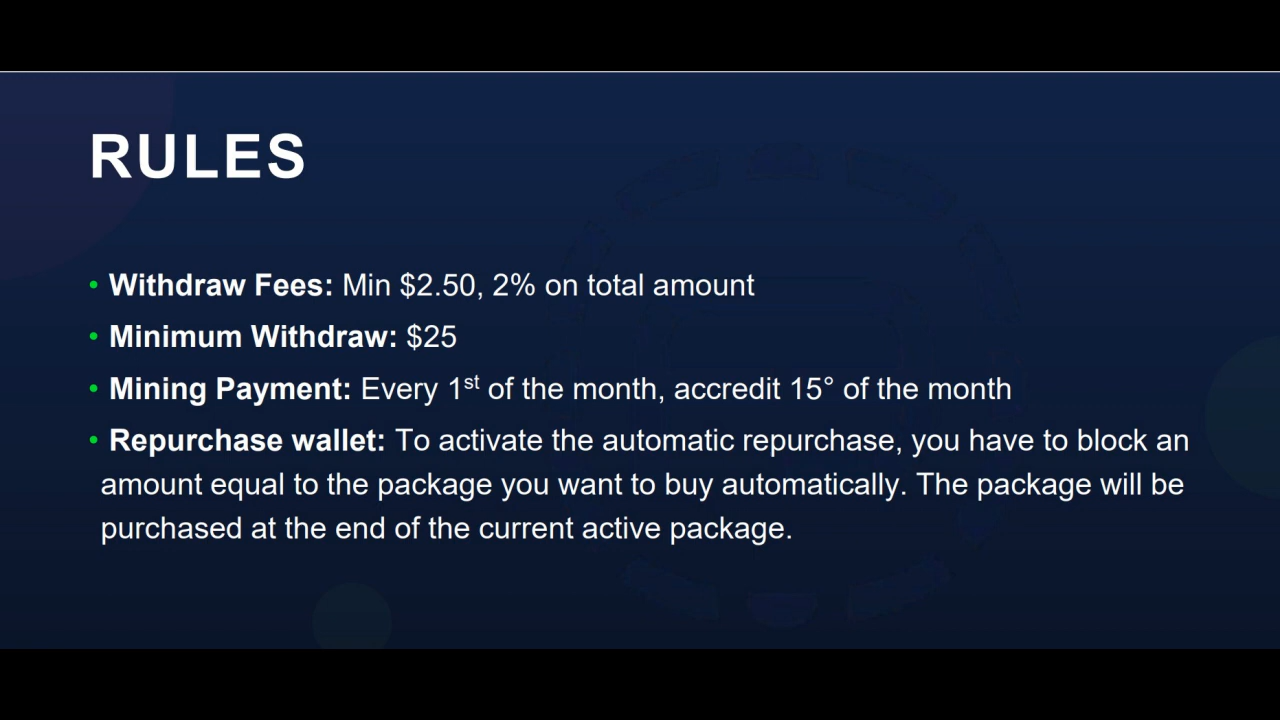 RULES
• Withdraw Fees: Min $2.50, 2% on total amount
• Minimum Withdraw: $25
• Mining Payment: Every 1st of the month, accredit 15° of the month
• Repurchase wallet: To activate the automatic repurchase, you have to block an
amount equal to the package you want to buy automatically. The package will be
purchased at the end of the current active package.